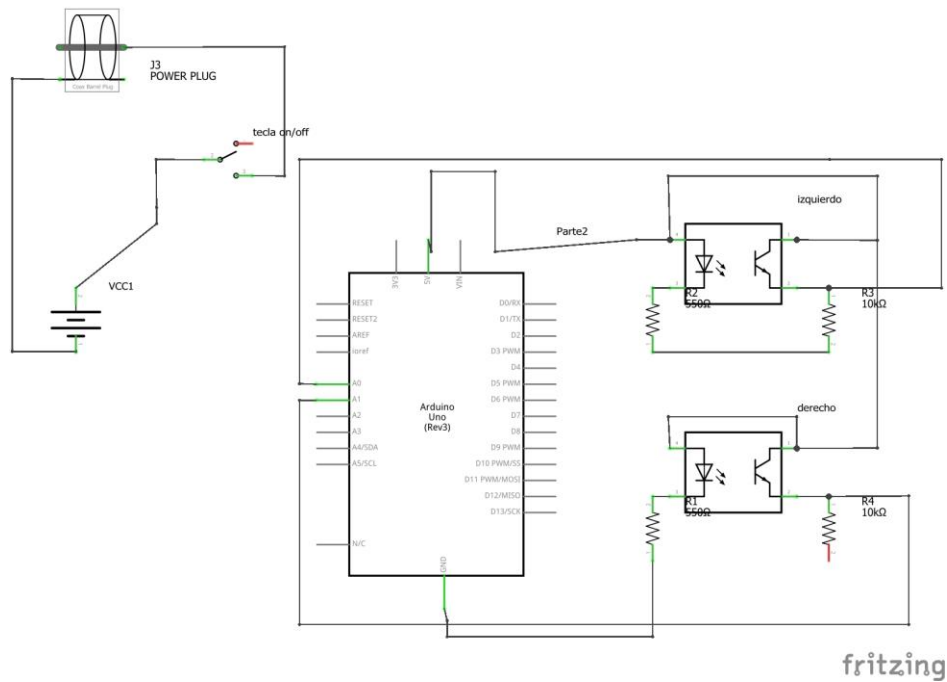 J3
POWER PLUG
Coax Barrel Plug
tecla on/off
izquierdo
Parte2
VCC1
3V3
5V
VIN
R2
550Ω
R3
10kΩ
RESET
RESET2
AREF
ioref
A0
A1
A2
A3
A4/SDA
A5/SCL
N/C
Arduino
Uno
(Rev3)
D0/RX
D1/TX
D2
D3 PWM
D4
D5 PWM
D6 PWM
D7
D8
D9 PWM
D10 PWM/SS
D11 PWM/MOSI
D12/MISO
D13/SCK
GND
derecho
R1
550Ω
R4
10kΩ
fritzing